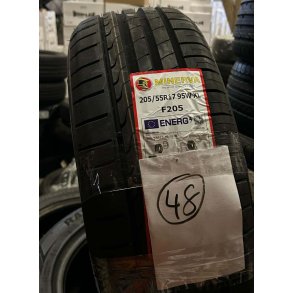 MINERVA
205/55R17 95W XL
F205
ENERG
48